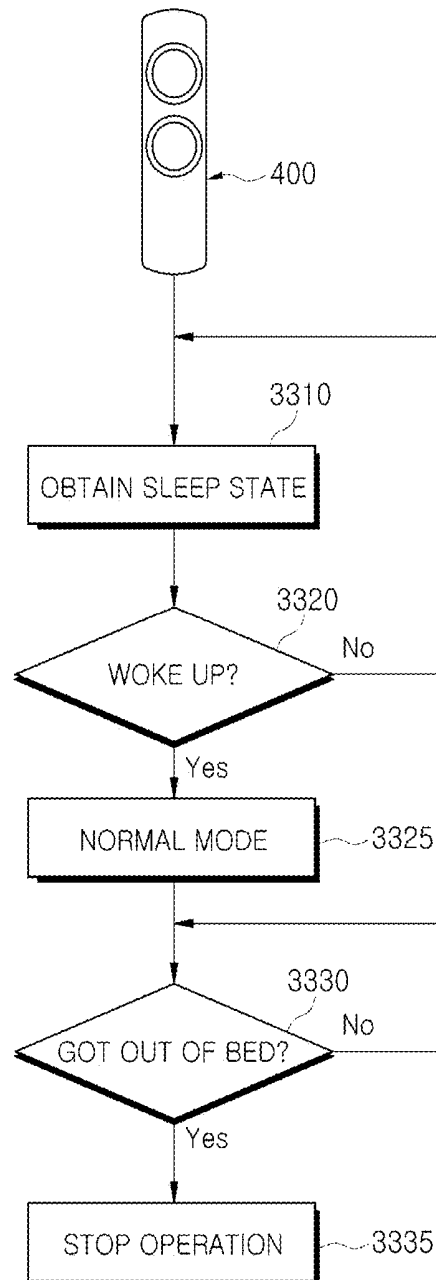 400
3310
OBTAIN SLEEP STATE
3320
WOKE UP?
No
Yes
NORMAL MODE
3325
3330
GOT OUT OF BED?
No
Yes
STOP OPERATION
3335